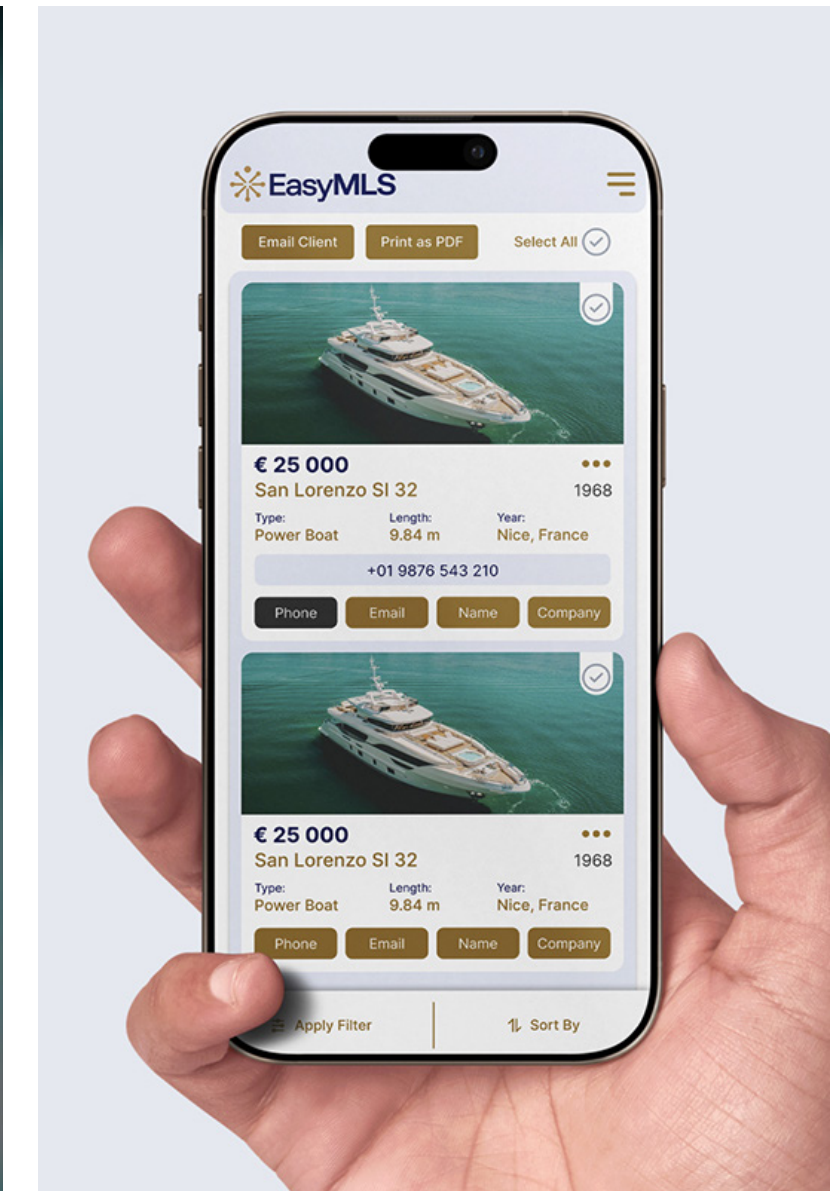 EasyMLS
Email Client Print as PDF Select All
€ 25 000
San Lorenzo SI 32 1968
Type: Length: Year:
Power Boat 9.84 m Nice, France
+01 9876 543 210
Phone Email Name Company
€ 25 000
San Lorenzo SI 32 1968
Type: Length: Year:
Power Boat 9.84 m Nice, France
Phone Email Name Company
Apply Filter Sort By